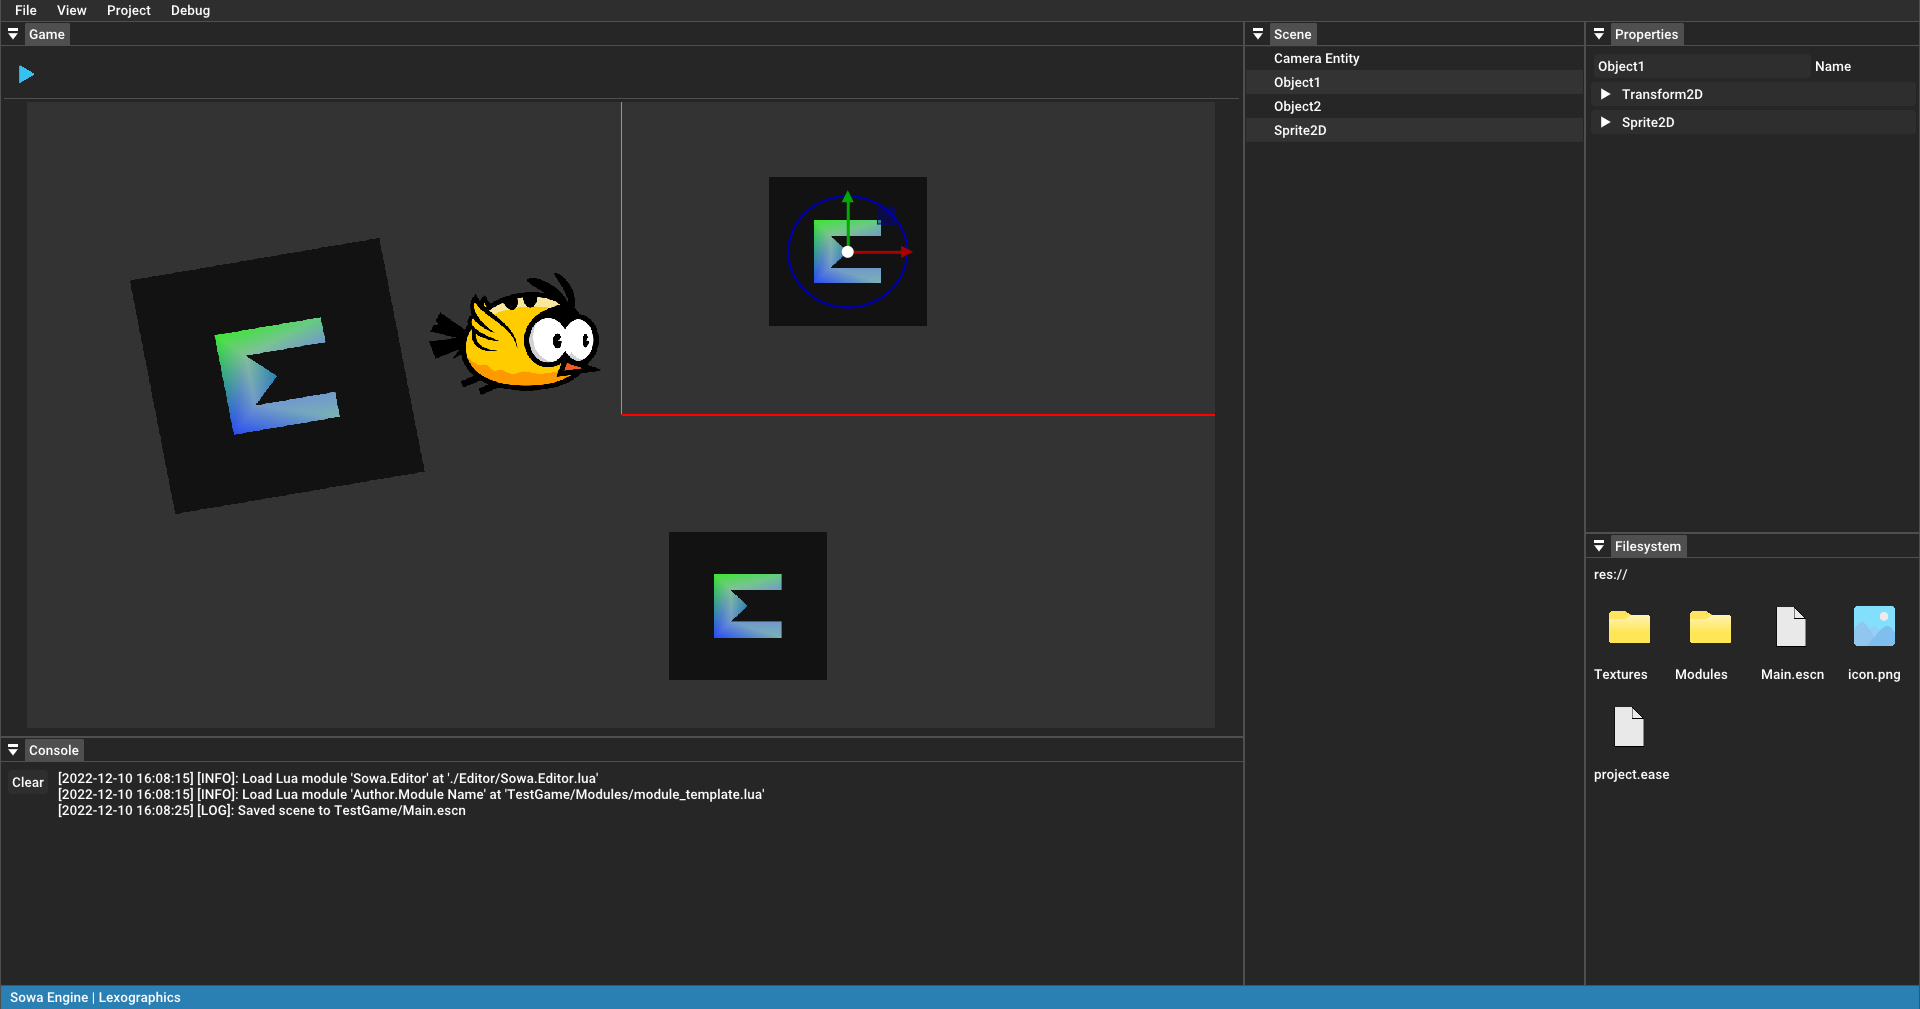 File View Project Debug
Game
Scene
Camera Entity
Object1
Object2
Sprite2D
Properties
Object1 Name
Transform2D
Sprite2D
Filesystem
res://
Textures Modules Main.escn icon.png
project.ease
Console
Clear
[2022-12-10 16:08:15] [INFO]: Load Lua module 'Sowa.Editor' at './Editor/Sowa.Editor.lua'
[2022-12-10 16:08:15] [INFO]: Load Lua module 'Author.Module Name' at 'TestGame/Modules/module_template.lua'
[2022-12-10 16:08:25] [LOG]: Saved scene to TestGame/Main.escn
Sowa Engine | Lexographics